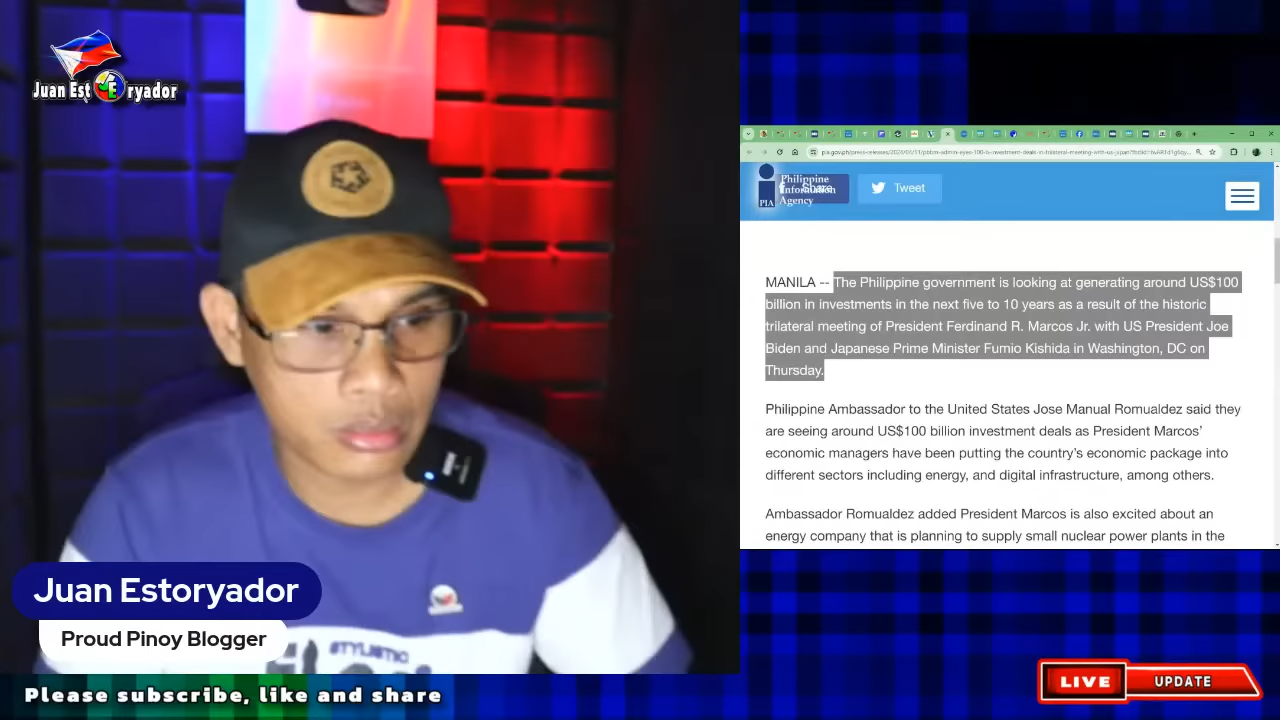 Juan Est E ryador
Philippine
Information
Agency
PIA
Share
Tweet
MANILA -- The Philippine government is looking at generating around US$100
billion in investments in the next five to 10 years as a result of the historic
trilateral meeting of President Ferdinand R. Marcos Jr. with US President Joe
Biden and Japanese Prime Minister Fumio Kishida in Washington, DC on
Thursday.
Philippine Ambassador to the United States Jose Manual Romualdez said they
are seeing around US$100 billion investment deals as President Marcos’
economic managers have been putting the country’s economic package into
different sectors including energy, and digital infrastructure, among others.
Ambassador Romualdez added President Marcos is also excited about an
energy company that is planning to supply small nuclear power plants in the
Juan Estoryador
Proud Pinoy Blogger
STYLISTIC
Please subscribe, like and share
LIVE UPDATE